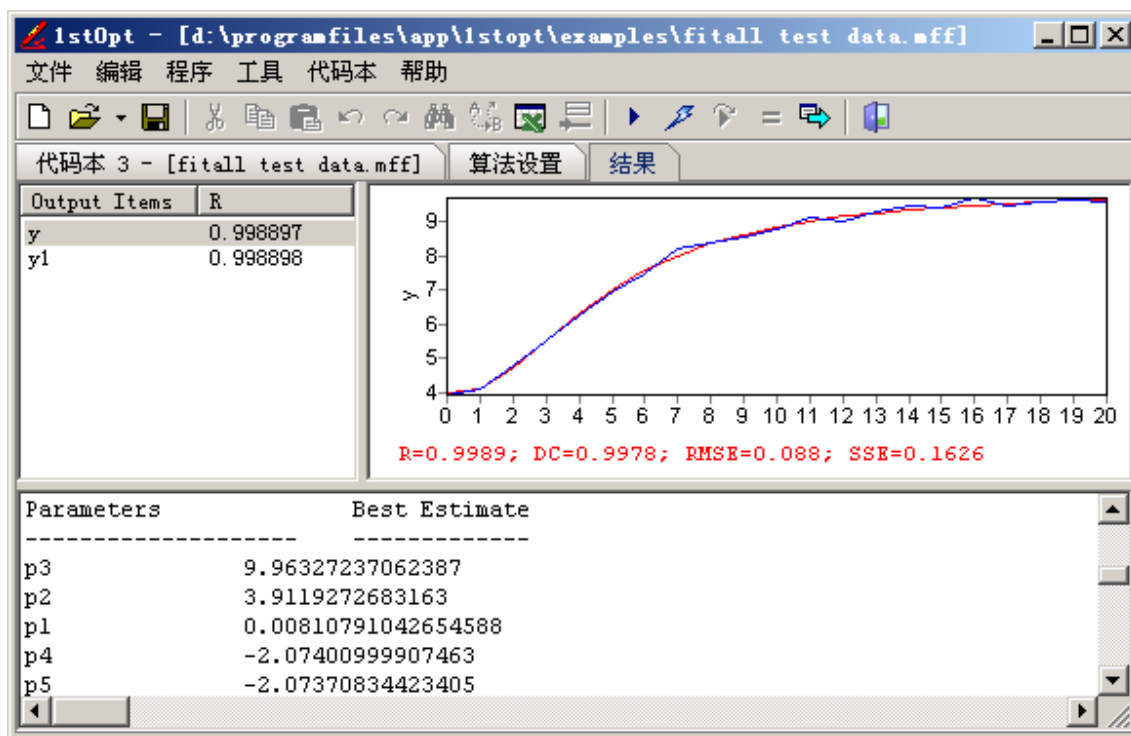 1stOpt - [d:\programfiles\app\1stopt\examples\fitall test data.mff]
文件 编辑 程序 工具 代码本 帮助
代码本 3 - [fitall test data.mff] 算法设置 结果
Output Items R
y 0.998897
y1 0.998898
9
8
7
6
5
4
y
0 1 2 3 4 5 6 7 8 9 10 11 12 13 14 15 16 17 18 19 20
R=0.9989; DC=0.9978; RMSE=0.088; SSE=0.1626
Parameters Best Estimate
-------------------- -------------
p3 9.96327237062387
p2 3.9119272683163
p1 0.00810791042654588
p4 -2.07400999907463
p5 -2.07370834423405